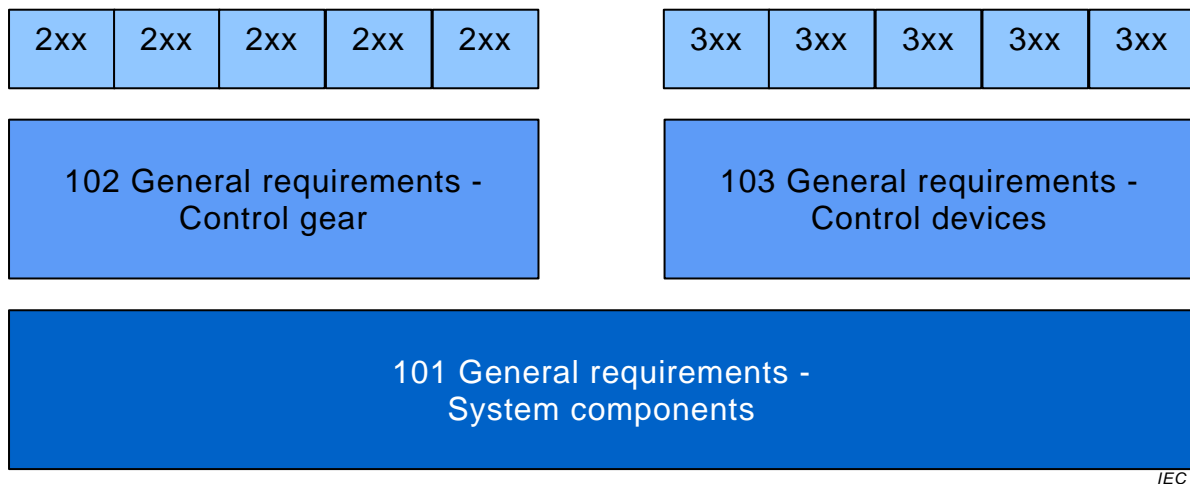 2xx 2xx 2xx 2xx 2xx 3xx 3xx 3xx 3xx 3xx
102 General requirements -
Control gear
103 General requirements -
Control devices
101 General requirements -
System components
IEC